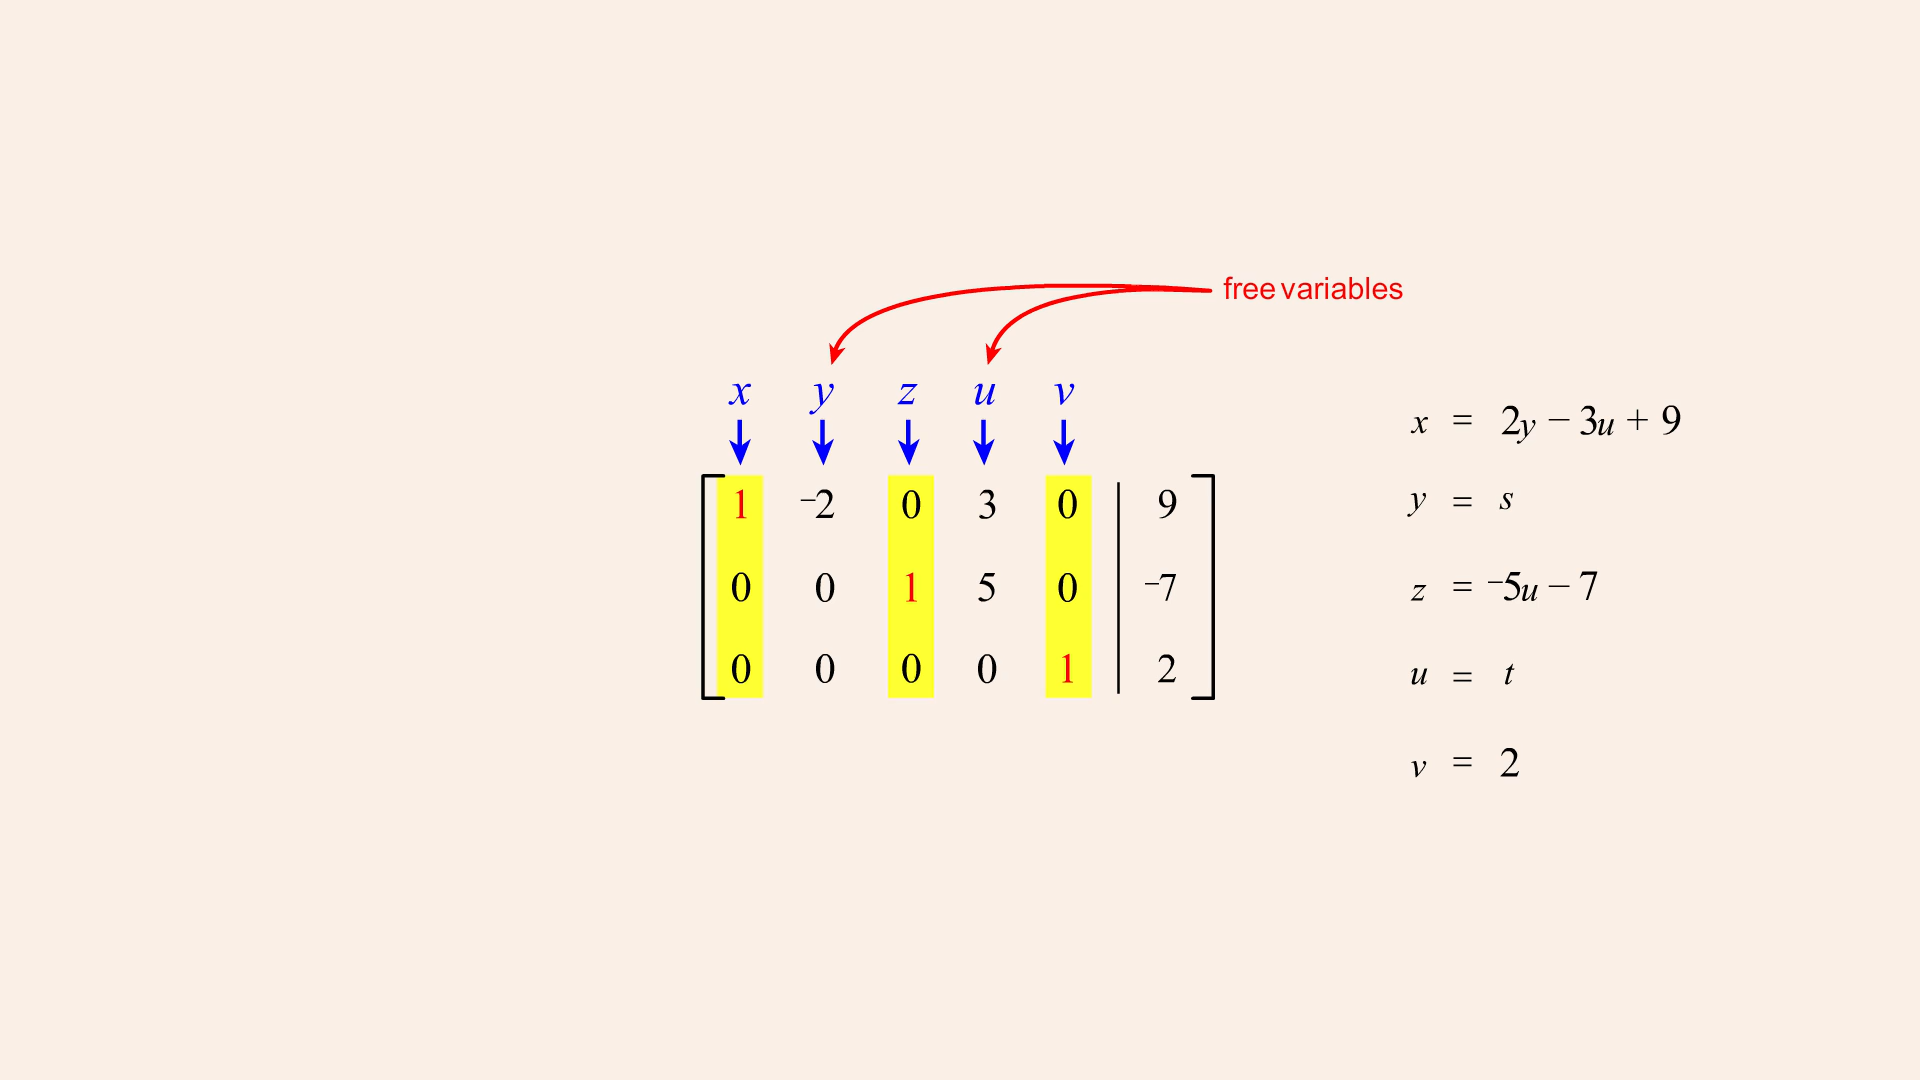 free variables
x y z u v
x = 2y − 3u + 9
1 −2 0 3 0 | 9
y = s
0 0 1 5 0 | −7
z = −5u − 7
0 0 0 0 1 | 2
u = t
v = 2